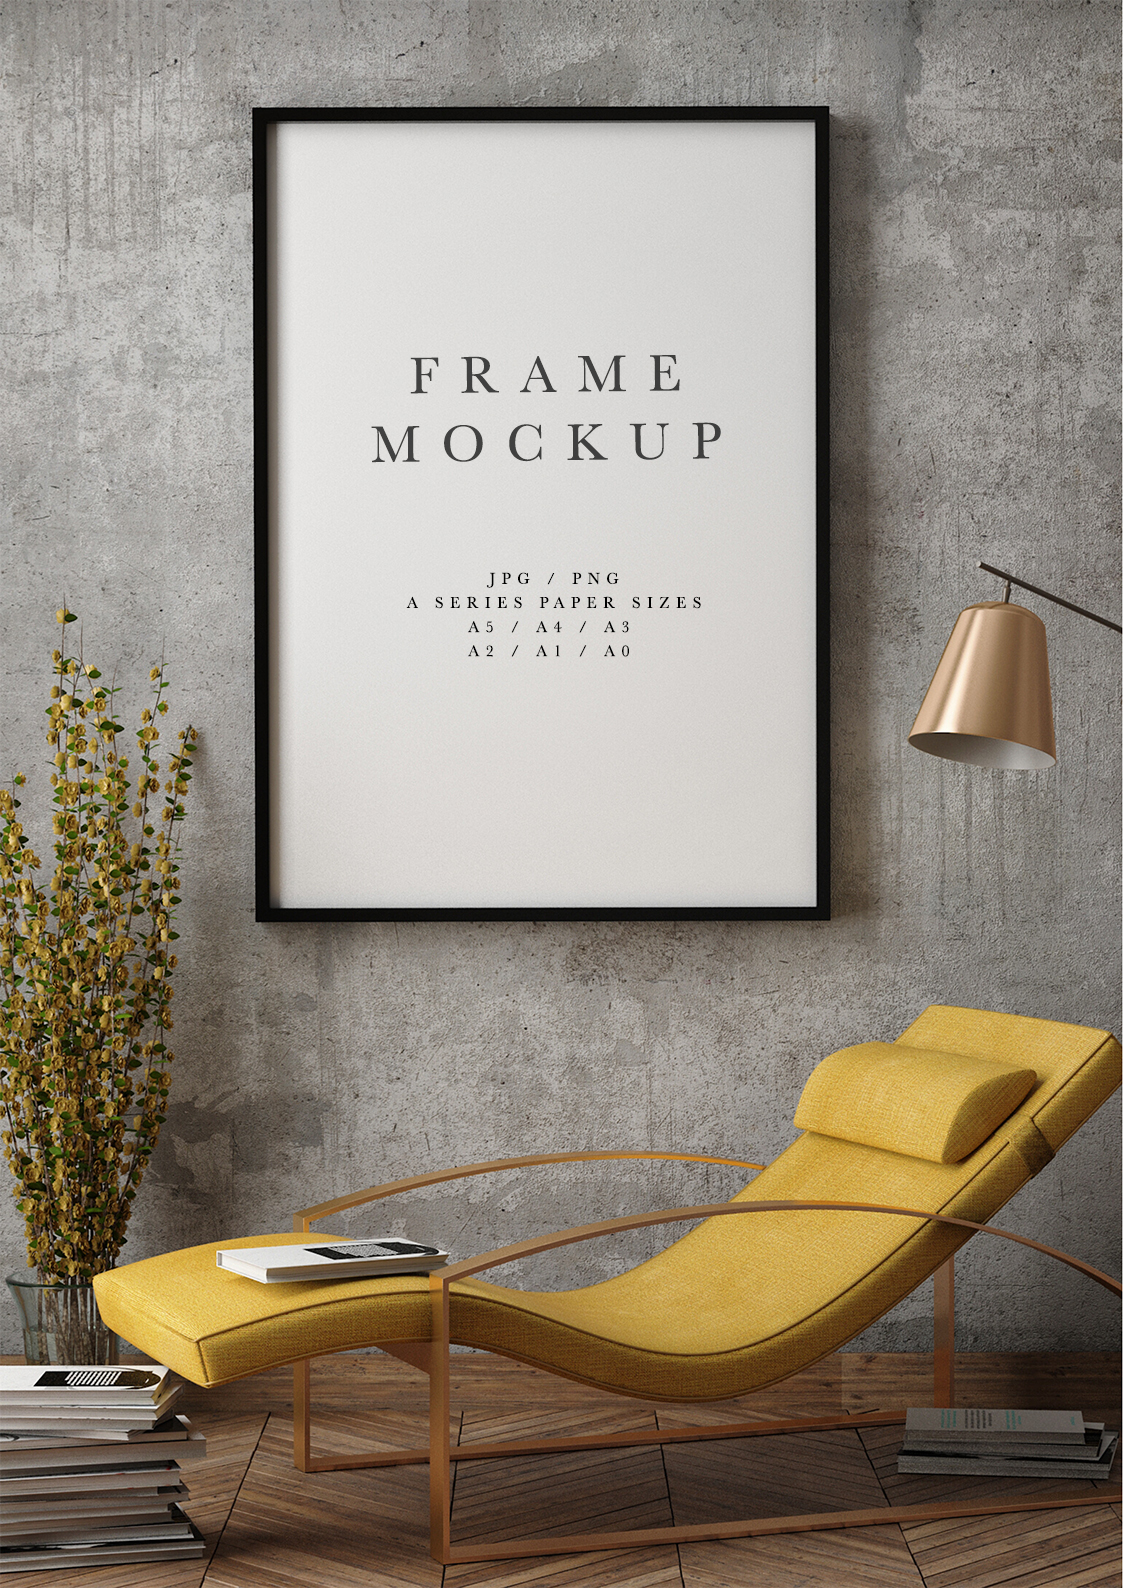 FRAME
MOCKUP
JPG / PNG
A SERIES PAPER SIZES
A5 / A4 / A3
A2 / A1 / A0